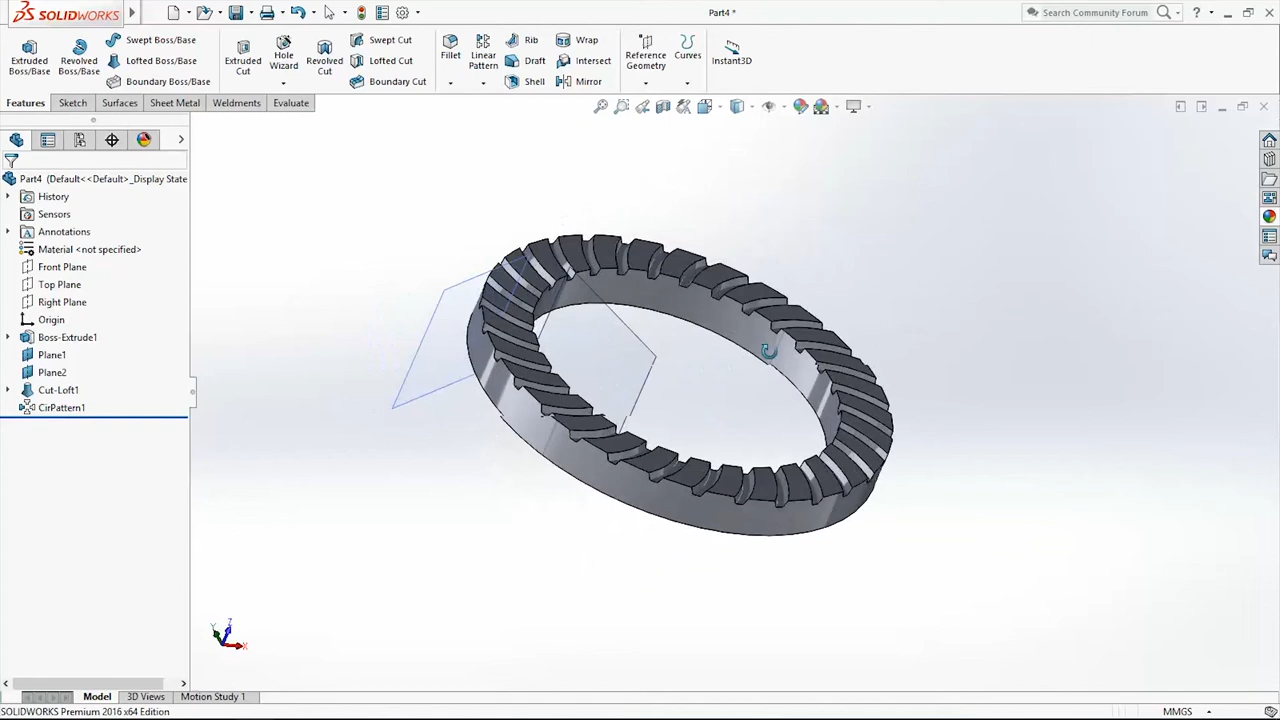 SOLIDWORKS
Part4 *
Search Community Forum
?
Extruded Boss/Base
Revolved Boss/Base
Swept Boss/Base
Lofted Boss/Base
Boundary Boss/Base
Extruded Cut
Hole Wizard
Revolved Cut
Swept Cut
Lofted Cut
Boundary Cut
Fillet
Linear Pattern
Rib
Draft
Shell
Wrap
Intersect
Mirror
Reference Geometry
Curves
Instant3D
Features
Sketch
Surfaces
Sheet Metal
Weldments
Evaluate
Part4 (Default<<Default>_Display State
History
Sensors
Annotations
Material <not specified>
Front Plane
Top Plane
Right Plane
Origin
Boss-Extrude1
Plane1
Plane2
Cut-Loft1
CirPattern1
Y
Z
X
Model
3D Views
Motion Study 1
SOLIDWORKS Premium 2016 x64 Edition
MMGS